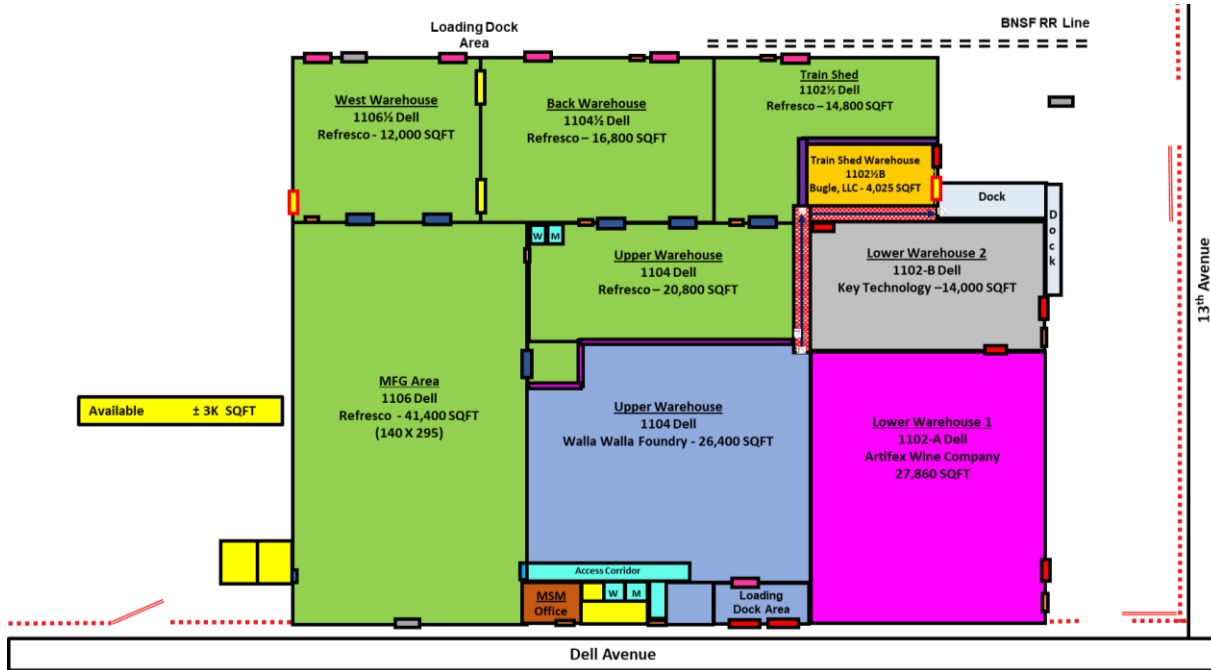 Loading Dock
Area
BNSF RR Line
West Warehouse
1106½ Dell
Refresco - 12,000 SQFT
Back Warehouse
1104½ Dell
Refresco – 16,800 SQFT
Train Shed
1102½ Dell
Refresco – 14,800 SQFT
Train Shed Warehouse
1102½B
Bugle, LLC - 4,025 SQFT
Dock
Dock
13th Avenue
W M
Upper Warehouse
1104 Dell
Refresco – 20,800 SQFT
Lower Warehouse 2
1102-B Dell
Key Technology –14,000 SQFT
Available ± 3K SQFT
MFG Area
1106 Dell
Refresco - 41,400 SQFT
(140 X 295)
Upper Warehouse
1104 Dell
Walla Walla Foundry - 26,400 SQFT
Lower Warehouse 1
1102-A Dell
Artifex Wine Company
27,860 SQFT
Access Corridor
MSM
Office
W M
Loading
Dock Area
Dell Avenue